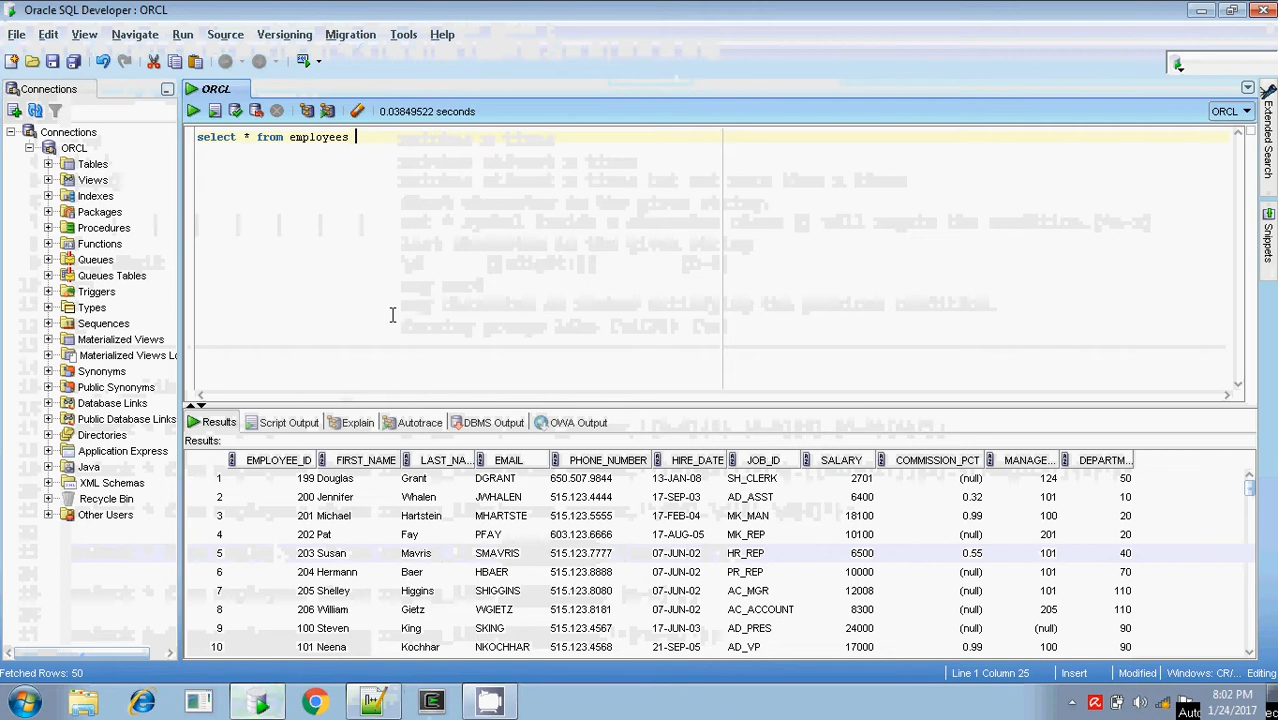 Oracle SQL Developer : ORCL
File Edit View Navigate Run Source Versioning Migration Tools Help
Connections
ORCL
0.03849522 seconds
ORCL
select * from employees
Connections
ORCL
Tables
Views
Indexes
Packages
Procedures
Functions
Queues
Queues Tables
Triggers
Types
Sequences
Materialized Views
Materialized Views Lo
Synonyms
Public Synonyms
Database Links
Public Database Links
Directories
Application Express
Java
XML Schemas
Recycle Bin
Other Users
Extended Search
Snippets
Results Script Output Explain Autotrace DBMS Output OWA Output
Results:
EMPLOYEE_ID FIRST_NAME LAST_NA... EMAIL PHONE_NUMBER HIRE_DATE JOB_ID SALARY COMMISSION_PCT MANAGE... DEPARTM...
1 199 Douglas Grant DGRANT 650.507.9844 13-JAN-08 SH_CLERK 2701 (null) 124 50
2 200 Jennifer Whalen JWHALEN 515.123.4444 17-SEP-03 AD_ASST 6400 0.32 101 10
3 201 Michael Hartstein MHARTSTE 515.123.5555 17-FEB-04 MK_MAN 18100 0.99 100 20
4 202 Pat Fay PFAY 603.123.6666 17-AUG-05 MK_REP 10100 (null) 201 20
5 203 Susan Mavris SMAVRIS 515.123.7777 07-JUN-02 HR_REP 6500 0.55 101 40
6 204 Hermann Baer HBAER 515.123.8888 07-JUN-02 PR_REP 10000 (null) 101 70
7 205 Shelley Higgins SHIGGINS 515.123.8080 07-JUN-02 AC_MGR 12008 (null) 101 110
8 206 William Gietz WGIETZ 515.123.8181 07-JUN-02 AC_ACCOUNT 8300 (null) 205 110
9 100 Steven King SKING 515.123.4567 17-JUN-03 AD_PRES 24000 (null) (null) 90
10 101 Neena Kochhar NKOCHHAR 515.123.4568 21-SEP-05 AD_VP 17000 0.99 100 90
Fetched Rows: 50
Line 1 Column 25 Insert Modified Windows: CR/... Editing
8:02 PM
1/24/2017